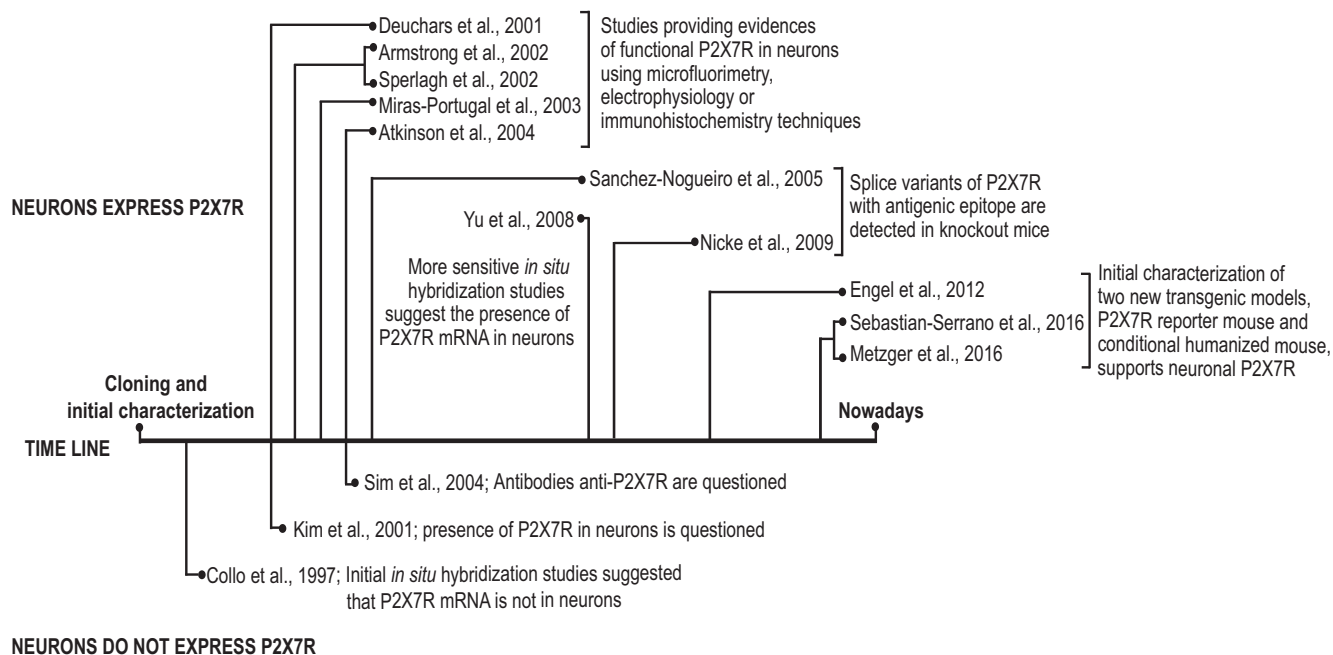 Deuchars et al., 2001
Armstrong et al., 2002
Sperlagh et al., 2002
Miras-Portugal et al., 2003
Atkinson et al., 2004
Studies providing evidences
of functional P2X7R in neurons
using microfluorimetry,
electrophysiology or
immunohistochemistry techniques
NEURONS EXPRESS P2X7R
Sanchez-Nogueiro et al., 2005
Yu et al., 2008
Nicke et al., 2009
Splice variants of P2X7R
with antigenic epitope are
detected in knockout mice
More sensitive in situ
hybridization studies
suggest the presence of
P2X7R mRNA in neurons
Engel et al., 2012
Sebastian-Serrano et al., 2016
Metzger et al., 2016
Initial characterization of
two new transgenic models,
P2X7R reporter mouse and
conditional humanized mouse,
supports neuronal P2X7R
Cloning and
initial characterization
Nowadays
TIME LINE
Sim et al., 2004; Antibodies anti-P2X7R are questioned
Kim et al., 2001; presence of P2X7R in neurons is questioned
Collo et al., 1997; Initial in situ hybridization studies suggested
that P2X7R mRNA is not in neurons
NEURONS DO NOT EXPRESS P2X7R